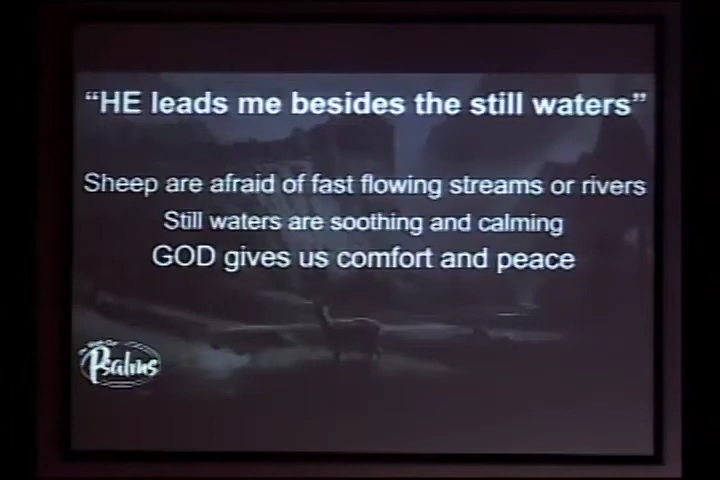 “HE leads me besides the still waters”
Sheep are afraid of fast flowing streams or rivers
Still waters are soothing and calming
GOD gives us comfort and peace
Psalms